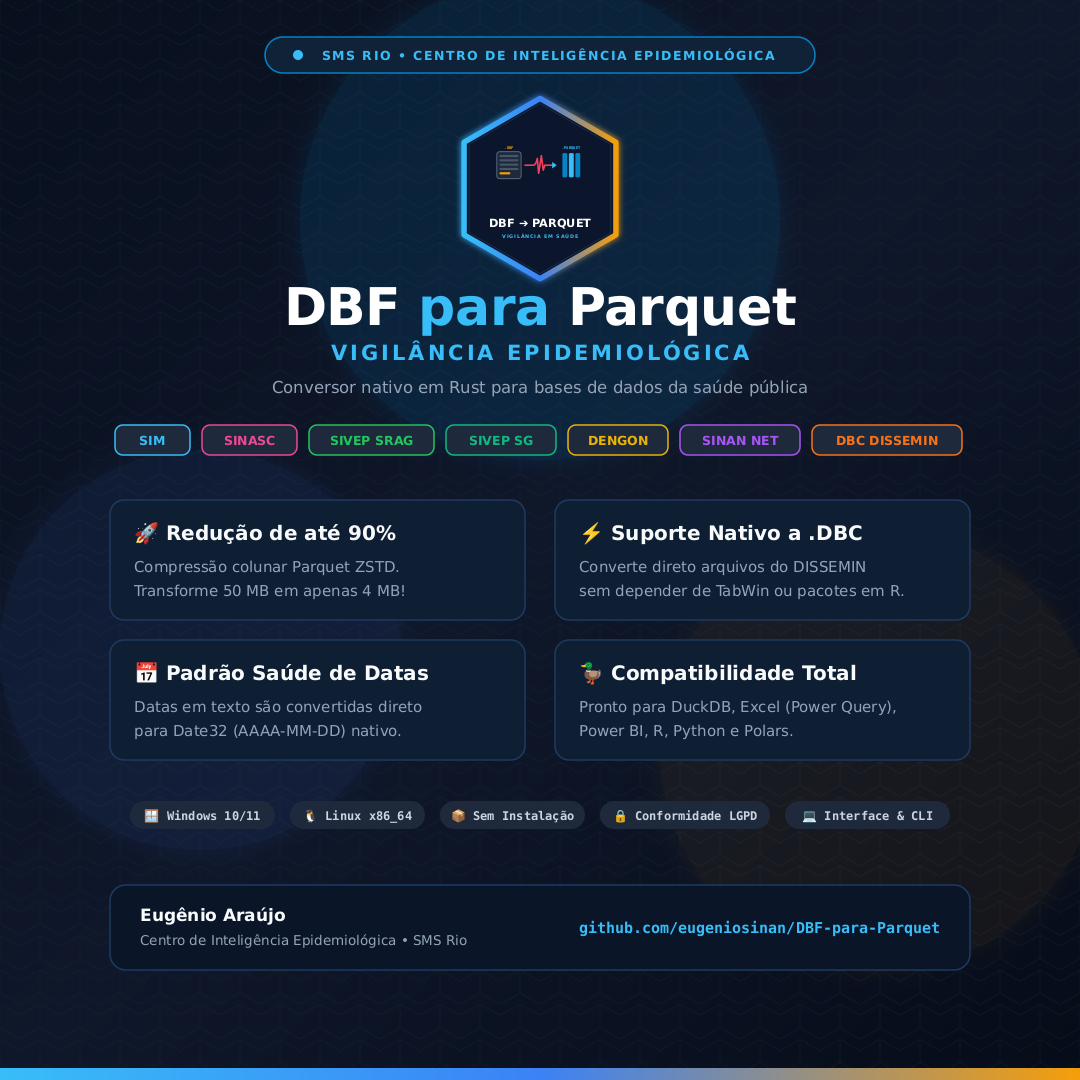 SMS RIO • CENTRO DE INTELIGÊNCIA EPIDEMIOLÓGICA
.DBF
.PARQUET
DBF → PARQUET
VIGILÂNCIA EM SAÚDE
DBF para Parquet
VIGILÂNCIA EPIDEMIOLÓGICA
Conversor nativo em Rust para bases de dados da saúde pública
SIM
SINASC
SIVEP SRAG
SIVEP SG
DENGON
SINAN NET
DBC DISSEMIN
🚀 Redução de até 90%
Compressão colunar Parquet ZSTD.
Transforme 50 MB em apenas 4 MB!
⚡ Suporte Nativo a .DBC
Converte direto arquivos do DISSEMIN
sem depender de TabWin ou pacotes em R.
📅 Padrão Saúde de Datas
Datas em texto são convertidas direto
para Date32 (AAAA-MM-DD) nativo.
🦆 Compatibilidade Total
Pronto para DuckDB, Excel (Power Query),
Power BI, R, Python e Polars.
🪟 Windows 10/11
🐧 Linux x86_64
📦 Sem Instalação
🔒 Conformidade LGPD
💻 Interface & CLI
Eugênio Araújo
Centro de Inteligência Epidemiológica • SMS Rio
github.com/eugeniosinan/DBF-para-Parquet